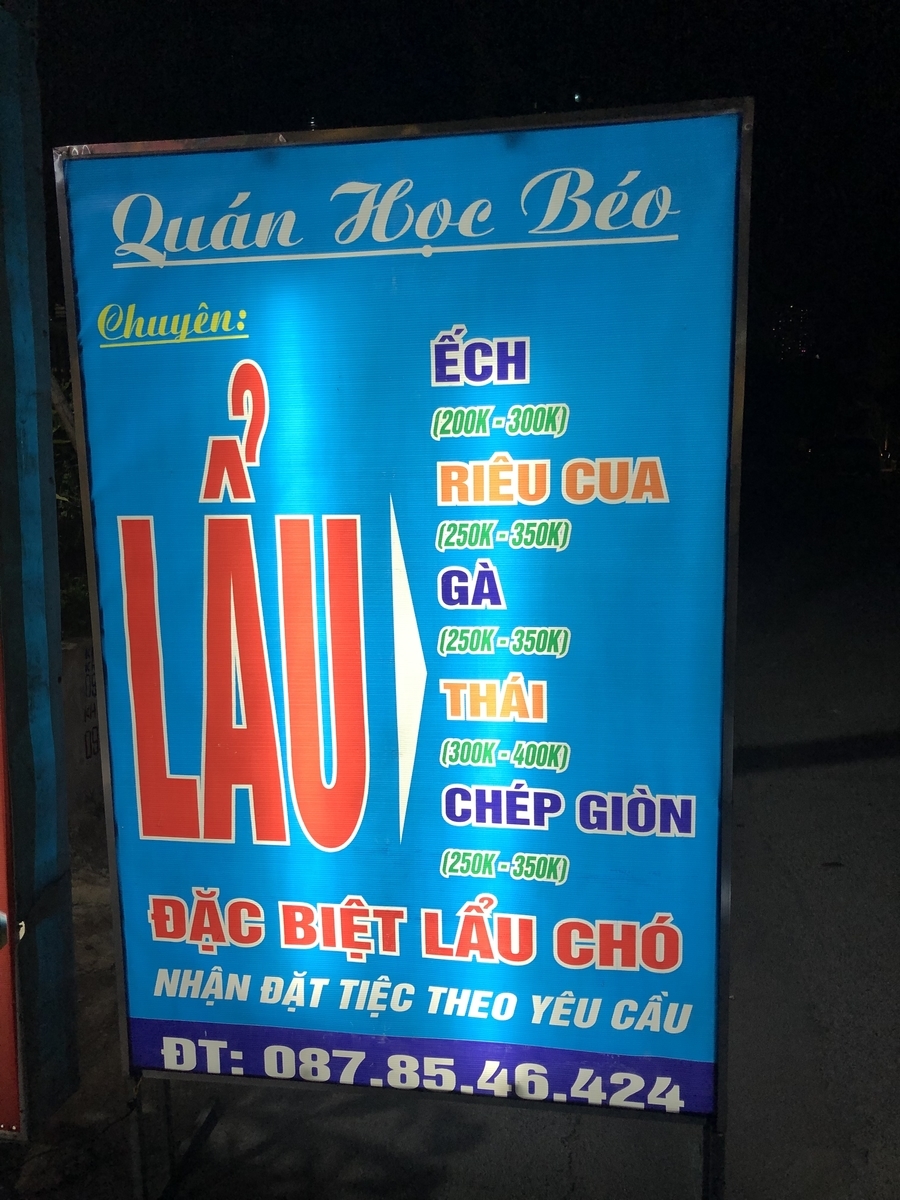 Quán Học Béo
Chuyên:
LẨU
ẾCH
(200K - 300K)
RIÊU CUA
(250K - 350K)
GÀ
(250K - 350K)
THÁI
(300K - 400K)
CHÉP GIÒN
(250K - 350K)
ĐẶC BIỆT LẨU CHÓ
NHẬN ĐẶT TIỆC THEO YÊU CẦU
ĐT: 087.85.46.424